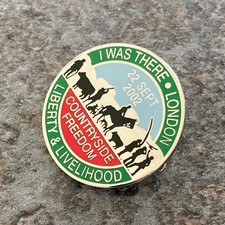 I WAS THERE • LONDON
LIBERTY & LIVELIHOOD
22 SEPT
2002
COUNTRYSIDE
FREEDOM